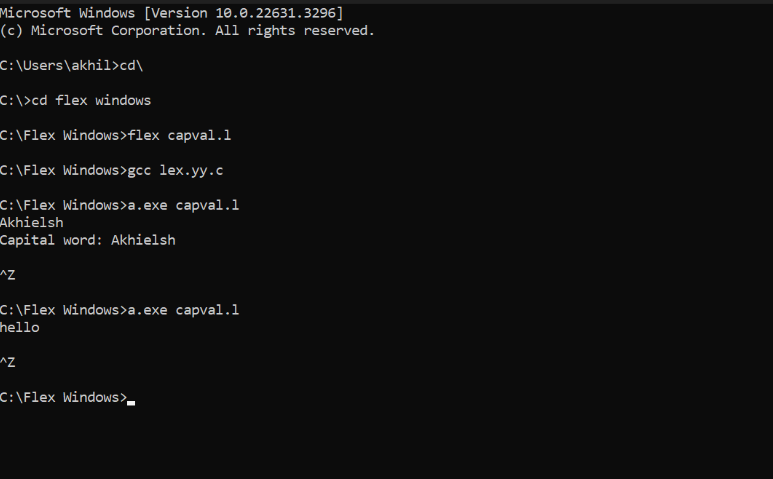 Microsoft Windows [Version 10.0.22631.3296]
(c) Microsoft Corporation. All rights reserved.
C:\Users\akhil>cd\
C:\>cd flex windows
C:\Flex Windows>flex capval.l
C:\Flex Windows>gcc lex.yy.c
C:\Flex Windows>a.exe capval.l
Akhielsh
Capital word: Akhielsh
^Z
C:\Flex Windows>a.exe capval.l
hello
^Z
C:\Flex Windows>